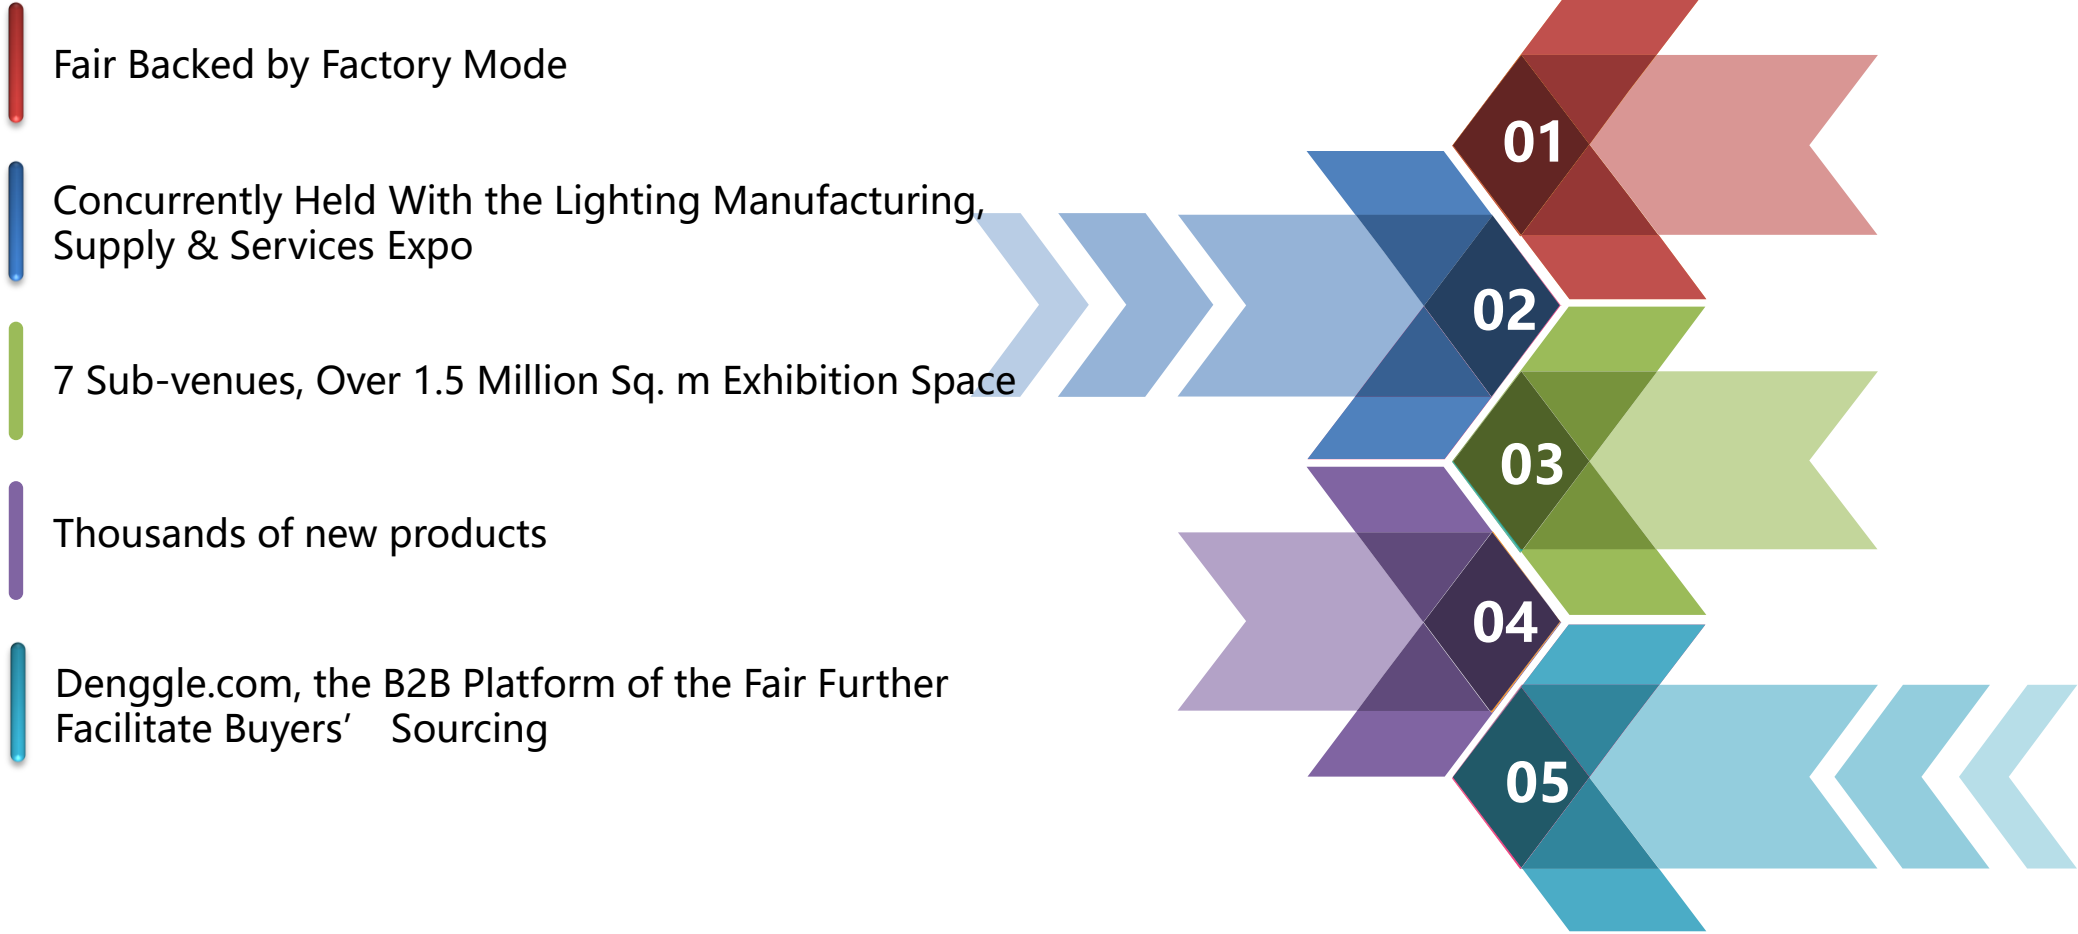 Fair Backed by Factory Mode
Concurrently Held With the Lighting Manufacturing,
Supply & Services Expo
7 Sub-venues, Over 1.5 Million Sq. m Exhibition Space
Thousands of new products
Denggle.com, the B2B Platform of the Fair Further
Facilitate Buyers’ Sourcing
01
02
03
04
05